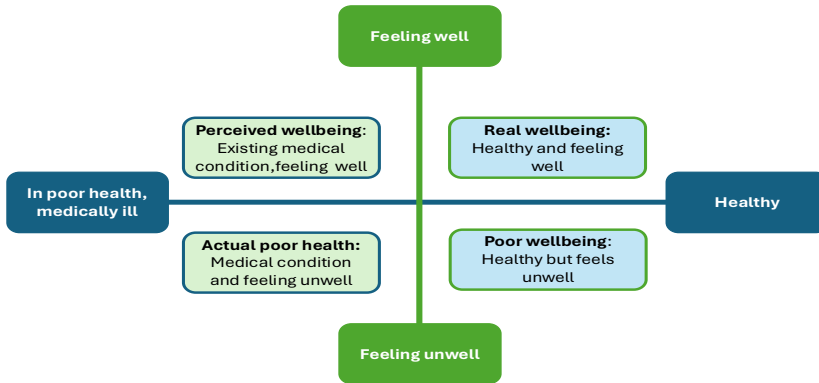 Feeling well
Perceived wellbeing:
Existing medical
condition,feeling well
Real wellbeing:
Healthy and feeling
well
In poor health,
medically ill
Healthy
Actual poor health:
Medical condition
and feeling unwell
Poor wellbeing:
Healthy but feels
unwell
Feeling unwell